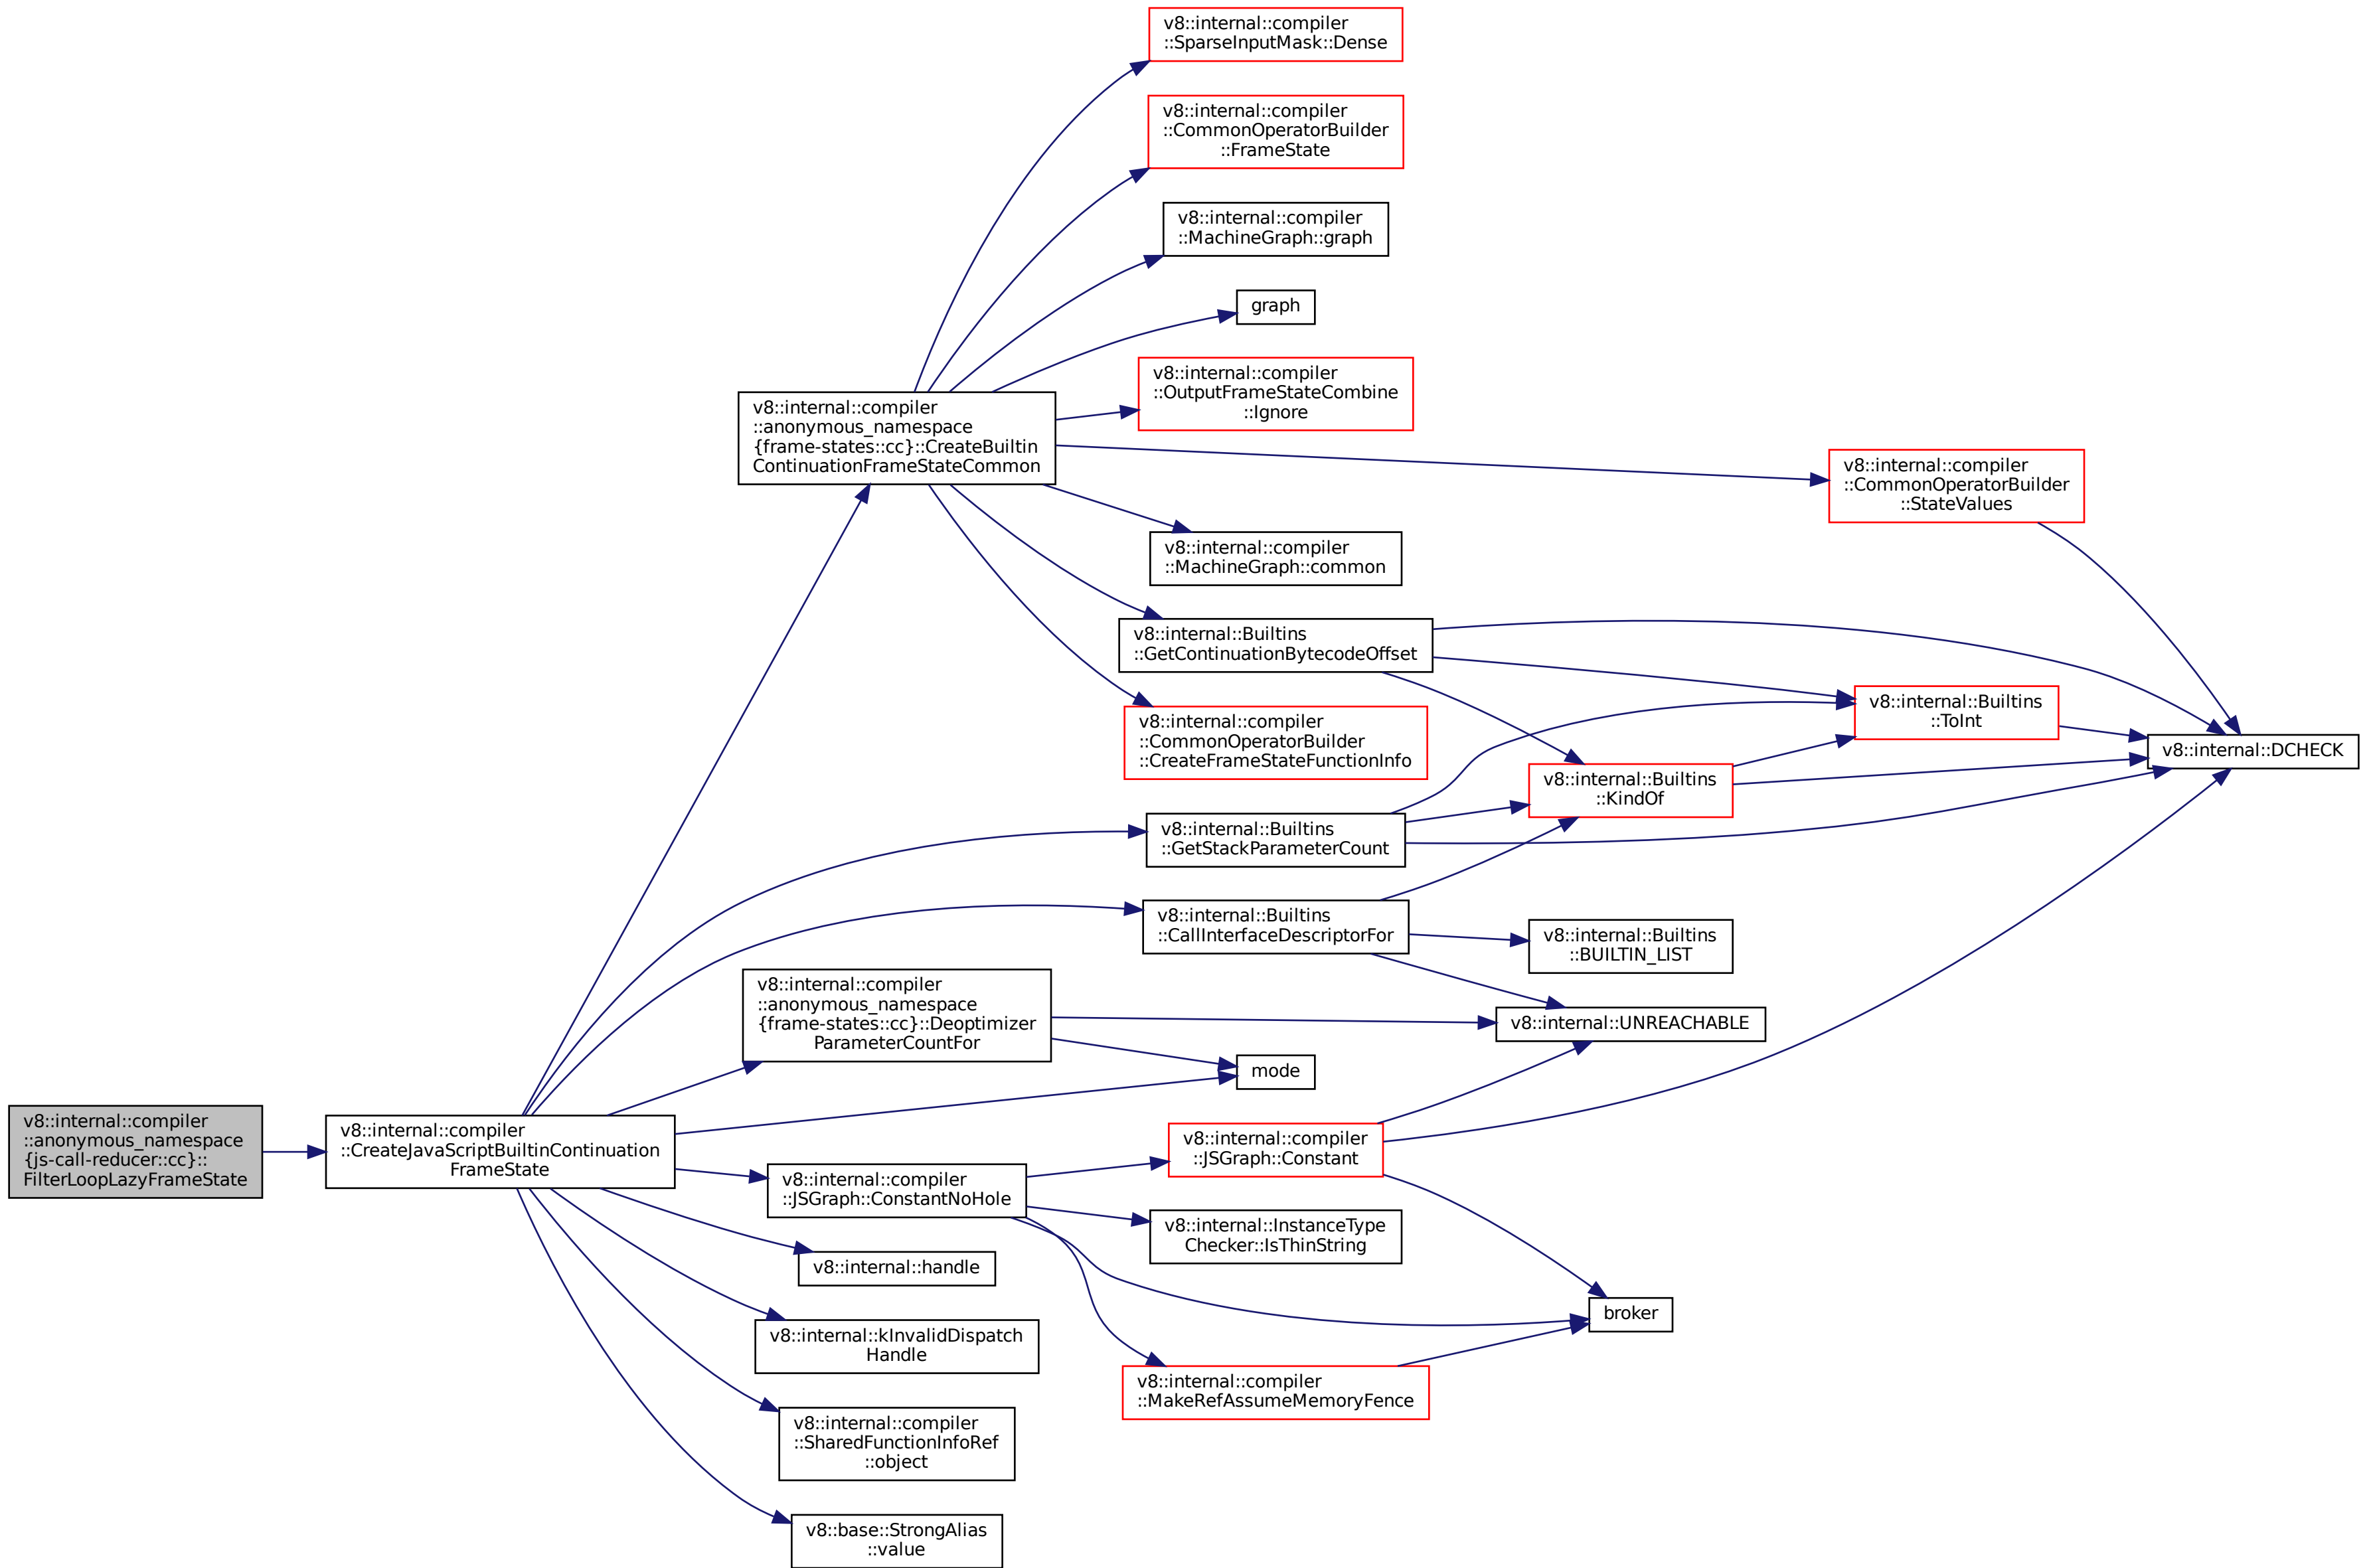 v8::internal::compiler
::SparseInputMask::Dense
v8::internal::compiler
::CommonOperatorBuilder
::FrameState
v8::internal::compiler
::MachineGraph::graph
graph
v8::internal::compiler
::OutputFrameStateCombine
::Ignore
v8::internal::compiler
::anonymous_namespace
{frame-states::cc}::CreateBuiltin
ContinuationFrameStateCommon
v8::internal::compiler
::CommonOperatorBuilder
::StateValues
v8::internal::compiler
::MachineGraph::common
v8::internal::Builtins
::GetContinuationBytecodeOffset
v8::internal::Builtins
::ToInt
v8::internal::compiler
::CommonOperatorBuilder
::CreateFrameStateFunctionInfo
v8::internal::DCHECK
v8::internal::Builtins
::KindOf
v8::internal::Builtins
::GetStackParameterCount
v8::internal::Builtins
::CallInterfaceDescriptorFor
v8::internal::Builtins
::BUILTIN_LIST
v8::internal::compiler
::anonymous_namespace
{frame-states::cc}::Deoptimizer
ParameterCountFor
v8::internal::UNREACHABLE
mode
v8::internal::compiler
::anonymous_namespace
{js-call-reducer::cc}::
FilterLoopLazyFrameState
v8::internal::compiler
::CreateJavaScriptBuiltinContinuation
FrameState
v8::internal::compiler
::JSGraph::Constant
v8::internal::compiler
::JSGraph::ConstantNoHole
v8::internal::InstanceType
Checker::IsThinString
v8::internal::handle
broker
v8::internal::kInvalidDispatch
Handle
v8::internal::compiler
::MakeRefAssumeMemoryFence
v8::internal::compiler
::SharedFunctionInfoRef
::object
v8::base::StrongAlias
::value